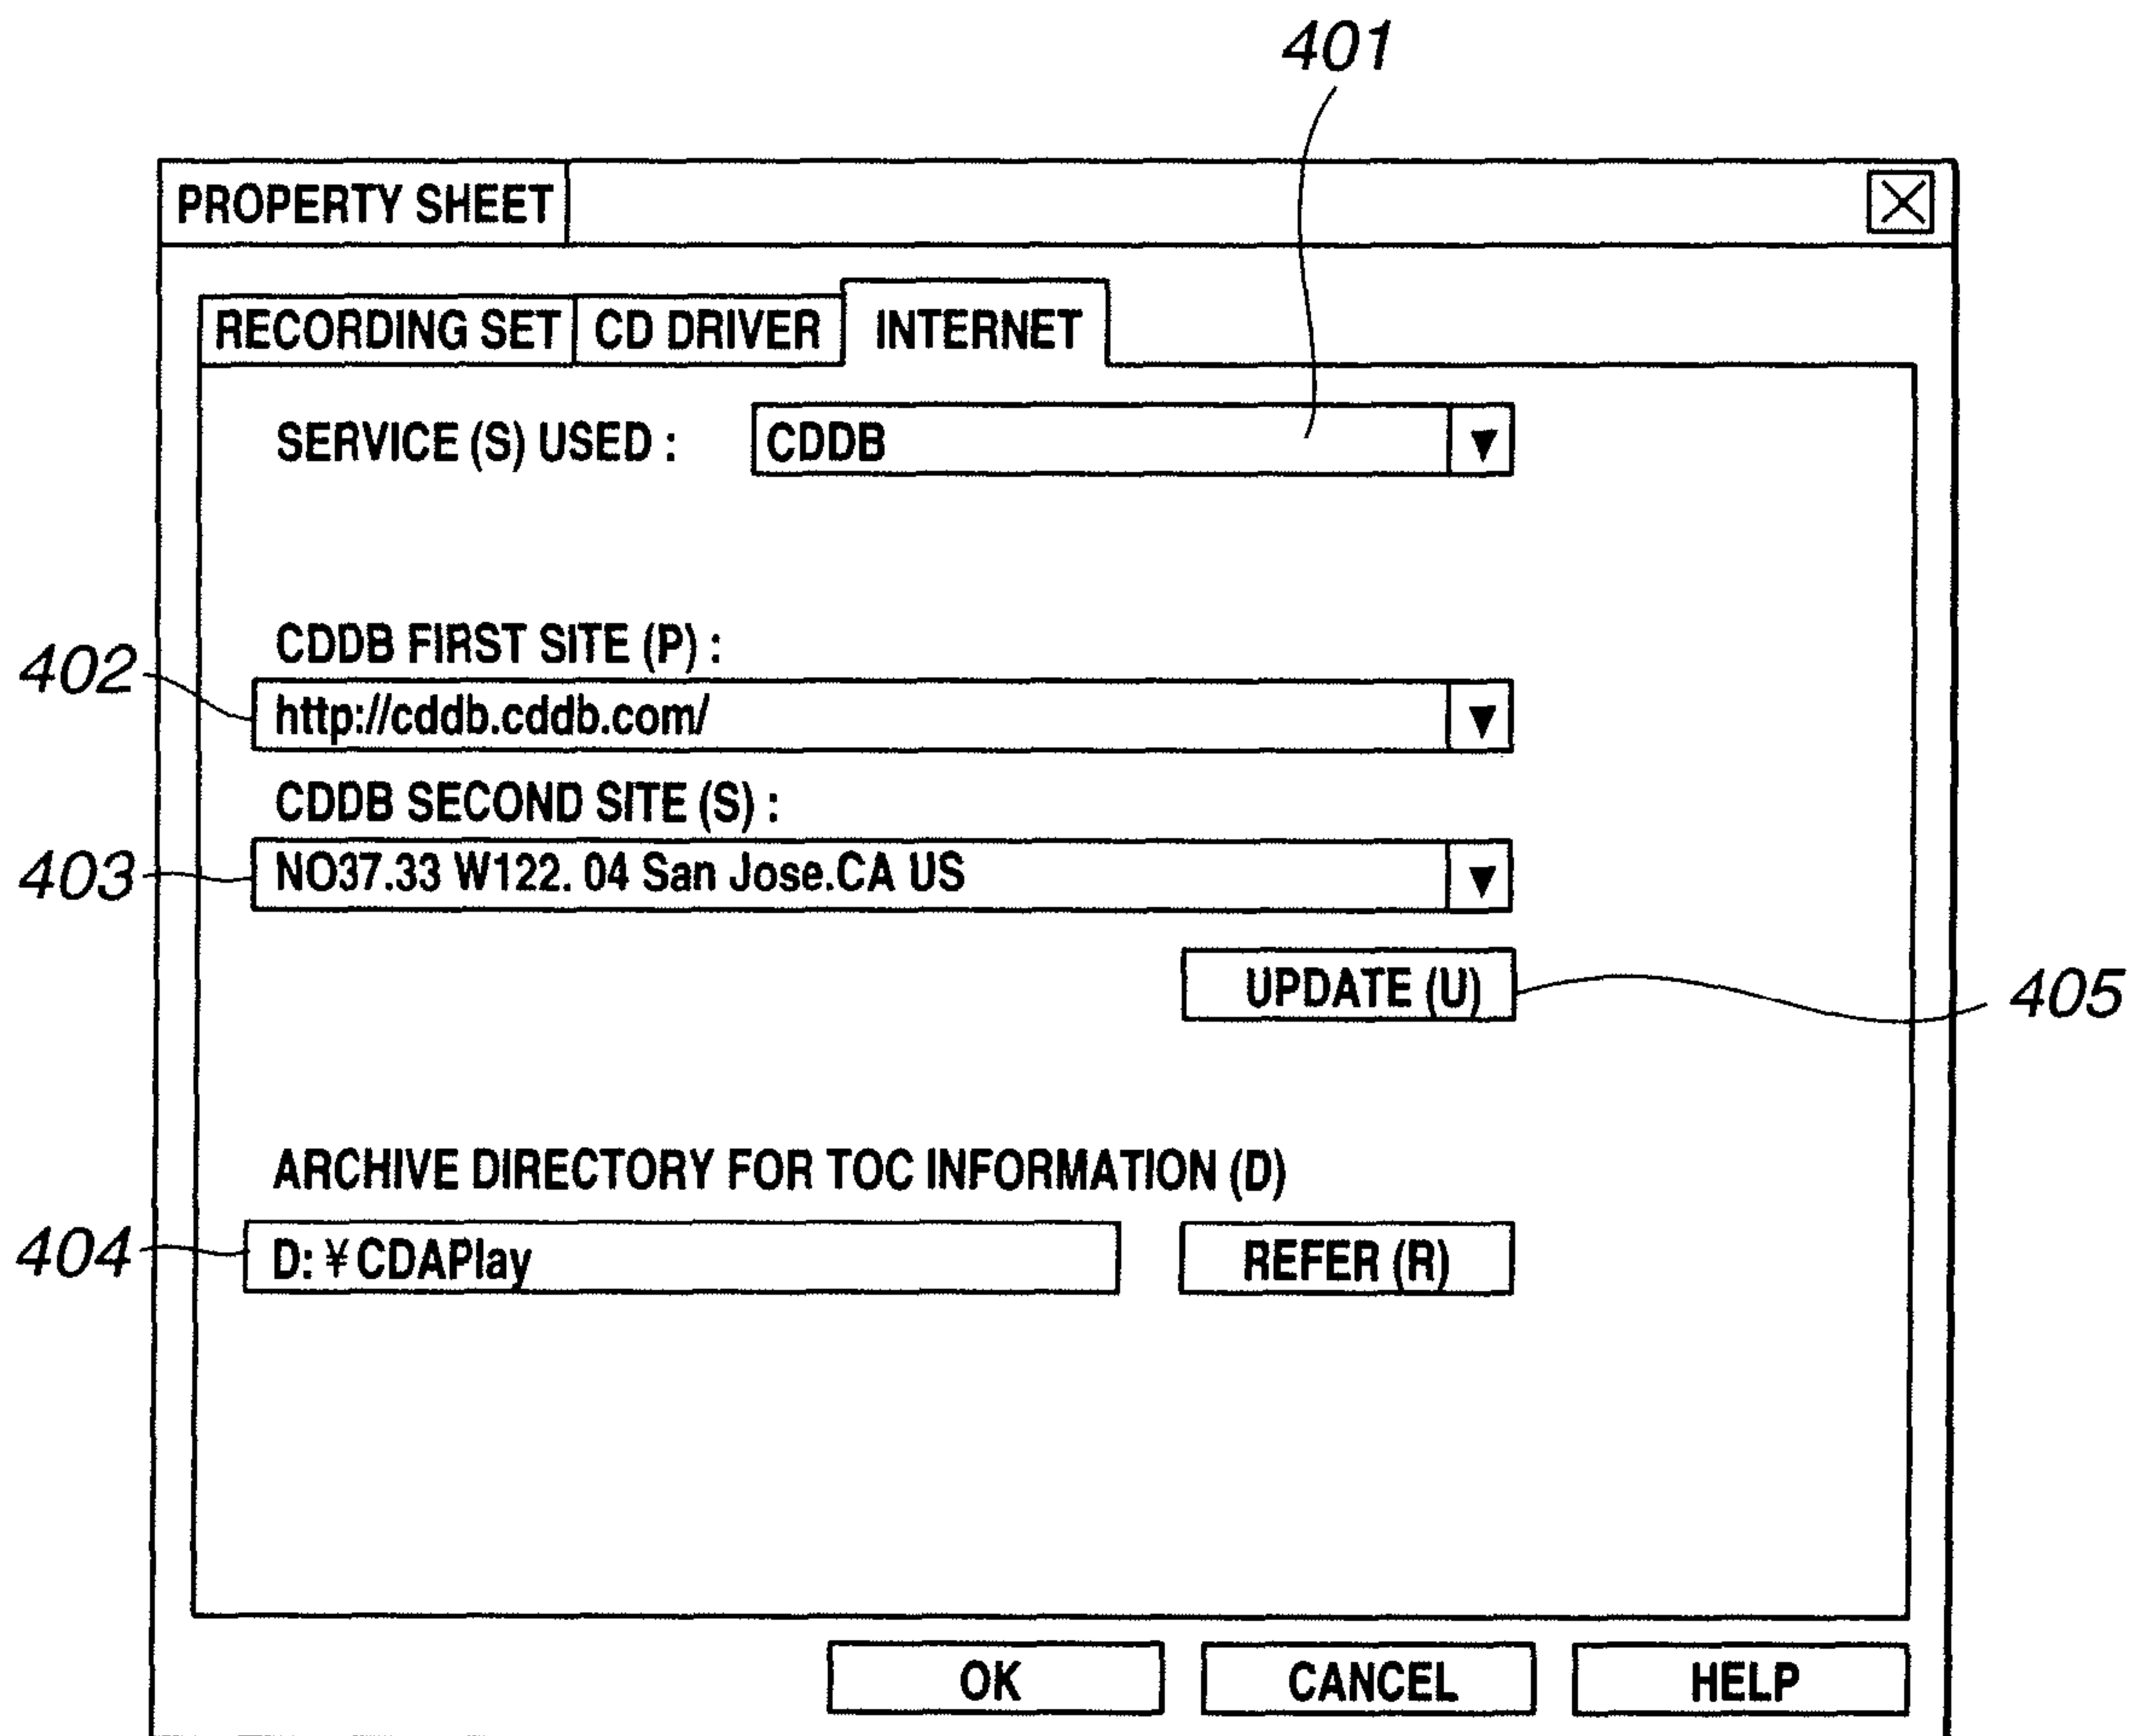 401
PROPERTY SHEET
RECORDING SET CD DRIVER INTERNET
SERVICE (S) USED : CDDB ▼
CDDB FIRST SITE (P) :
402 http://cddb.cddb.com/ ▼
CDDB SECOND SITE (S) :
403 NO37.33 W122. 04 San Jose.CA US ▼
UPDATE (U) 405
ARCHIVE DIRECTORY FOR TOC INFORMATION (D)
404 D: ¥ CDAPlay REFER (R)
OK CANCEL HELP